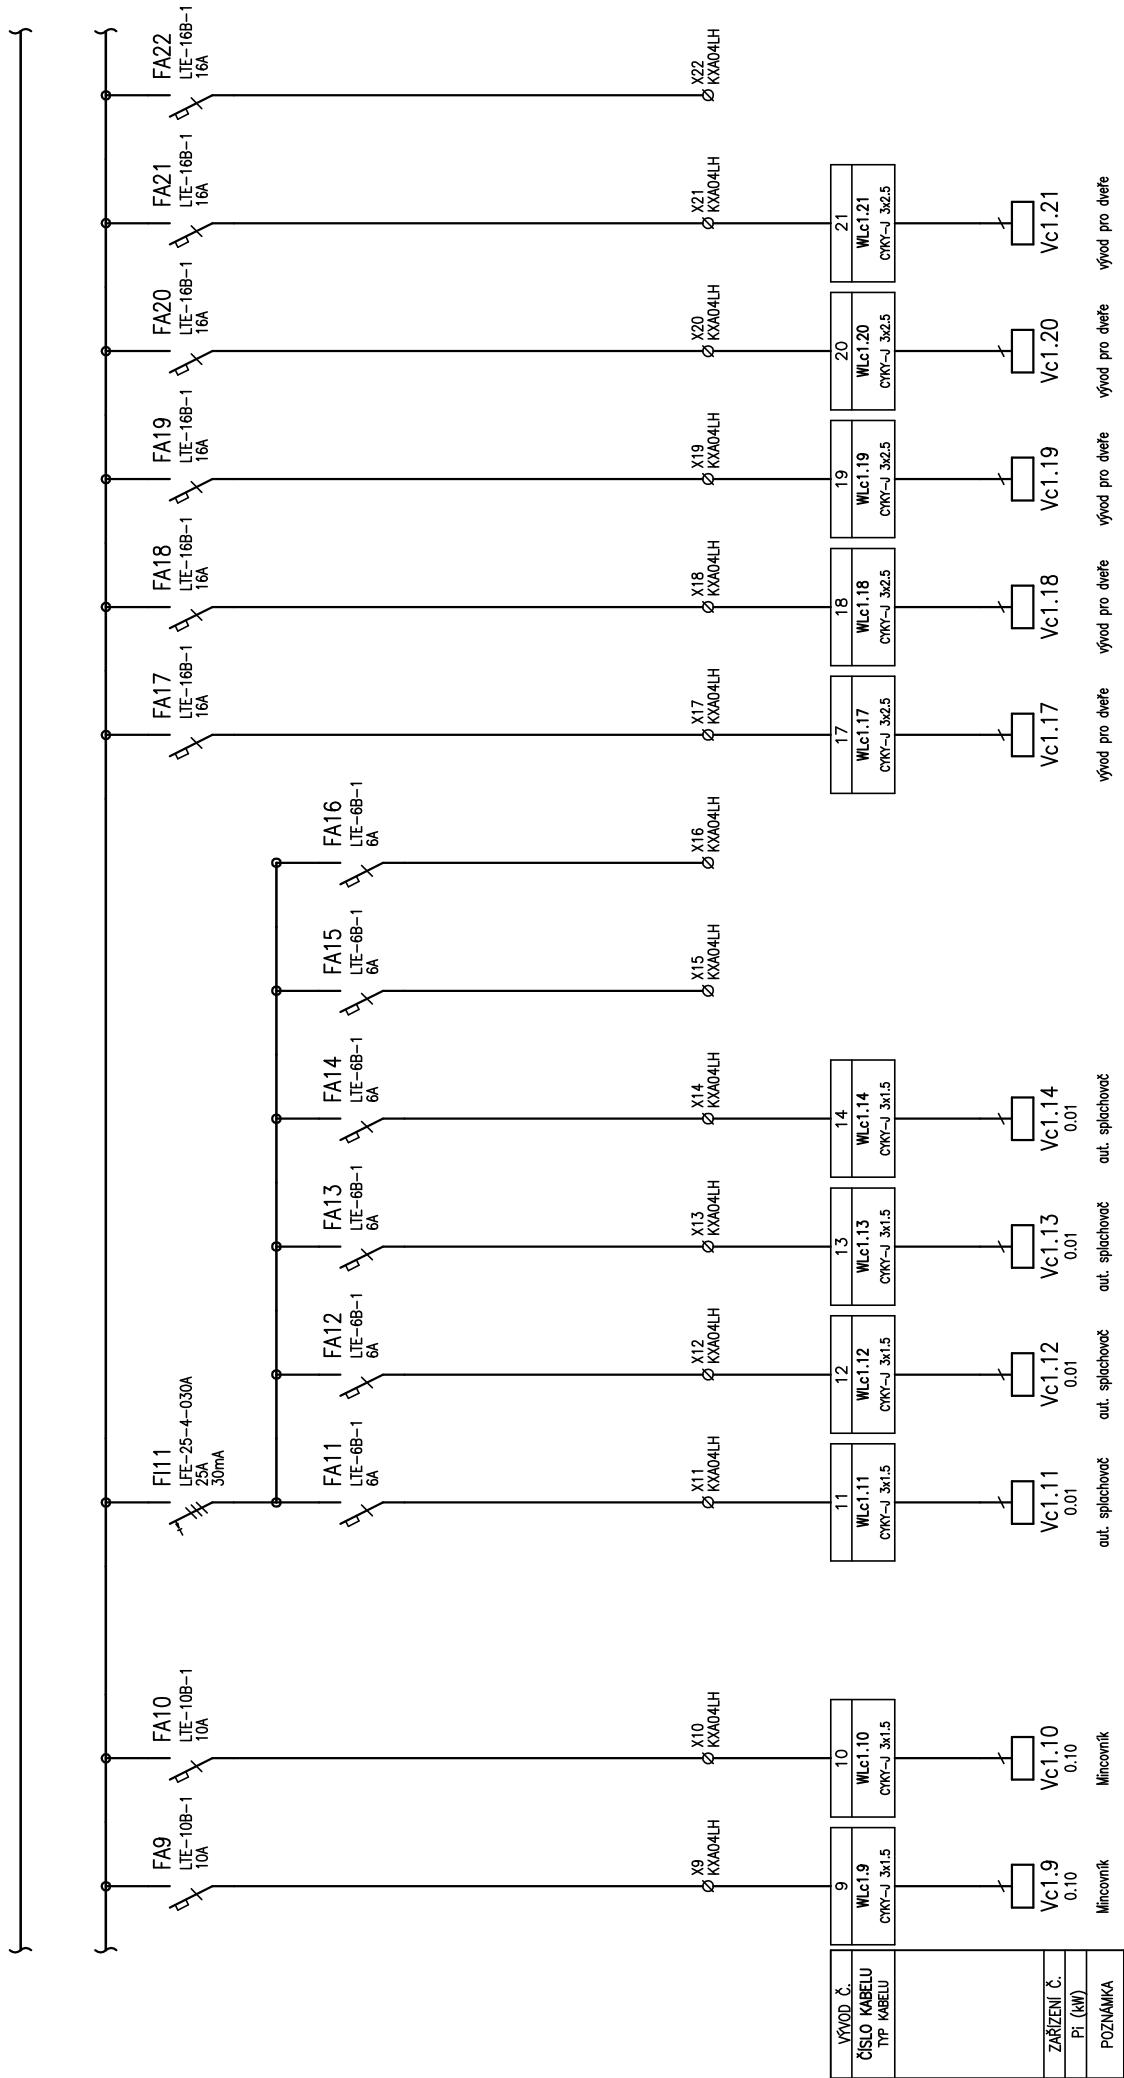 FA9
LTE-10B-1
10A
FA10
LTE-10B-1
10A
FI11
LFE-25-4-030A
25A
30mA
FA17
LTE-16B-1
16A
FA18
LTE-16B-1
16A
FA19
LTE-16B-1
16A
FA20
LTE-16B-1
16A
FA21
LTE-16B-1
16A
FA22
LTE-16B-1
16A
FA11
LTE-6B-1
6A
FA12
LTE-6B-1
6A
FA13
LTE-6B-1
6A
FA14
LTE-6B-1
6A
FA15
LTE-6B-1
6A
FA16
LTE-6B-1
6A
X9
KXA04LH
X10
KXA04LH
X11
KXA04LH
X12
KXA04LH
X13
KXA04LH
X14
KXA04LH
X15
KXA04LH
X16
KXA04LH
X17
KXA04LH
X18
KXA04LH
X19
KXA04LH
X20
KXA04LH
X21
KXA04LH
X22
KXA04LH
VÝVOD Č. 9 10 11 12 13 14 17 18 19 20 21
ČÍSLO KABELU WLc1.9 WLc1.10 WLc1.11 WLc1.12 WLc1.13 WLc1.14 WLc1.17 WLc1.18 WLc1.19 WLc1.20 WLc1.21
TYP KABELU CYKY-J 3x1.5 CYKY-J 3x1.5 CYKY-J 3x1.5 CYKY-J 3x1.5 CYKY-J 3x1.5 CYKY-J 3x1.5 CYKY-J 3x2.5 CYKY-J 3x2.5 CYKY-J 3x2.5 CYKY-J 3x2.5 CYKY-J 3x2.5
ZAŘÍZENÍ Č. Vc1.9 Vc1.10 Vc1.11 Vc1.12 Vc1.13 Vc1.14 Vc1.17 Vc1.18 Vc1.19 Vc1.20 Vc1.21
Pi (kW) 0.10 0.10 0.01 0.01 0.01 0.01
POZNÁMKA Mincovník Mincovník aut. splachovač aut. splachovač aut. splachovač aut. splachovač vývod pro dveře vývod pro dveře vývod pro dveře vývod pro dveře vývod pro dveře